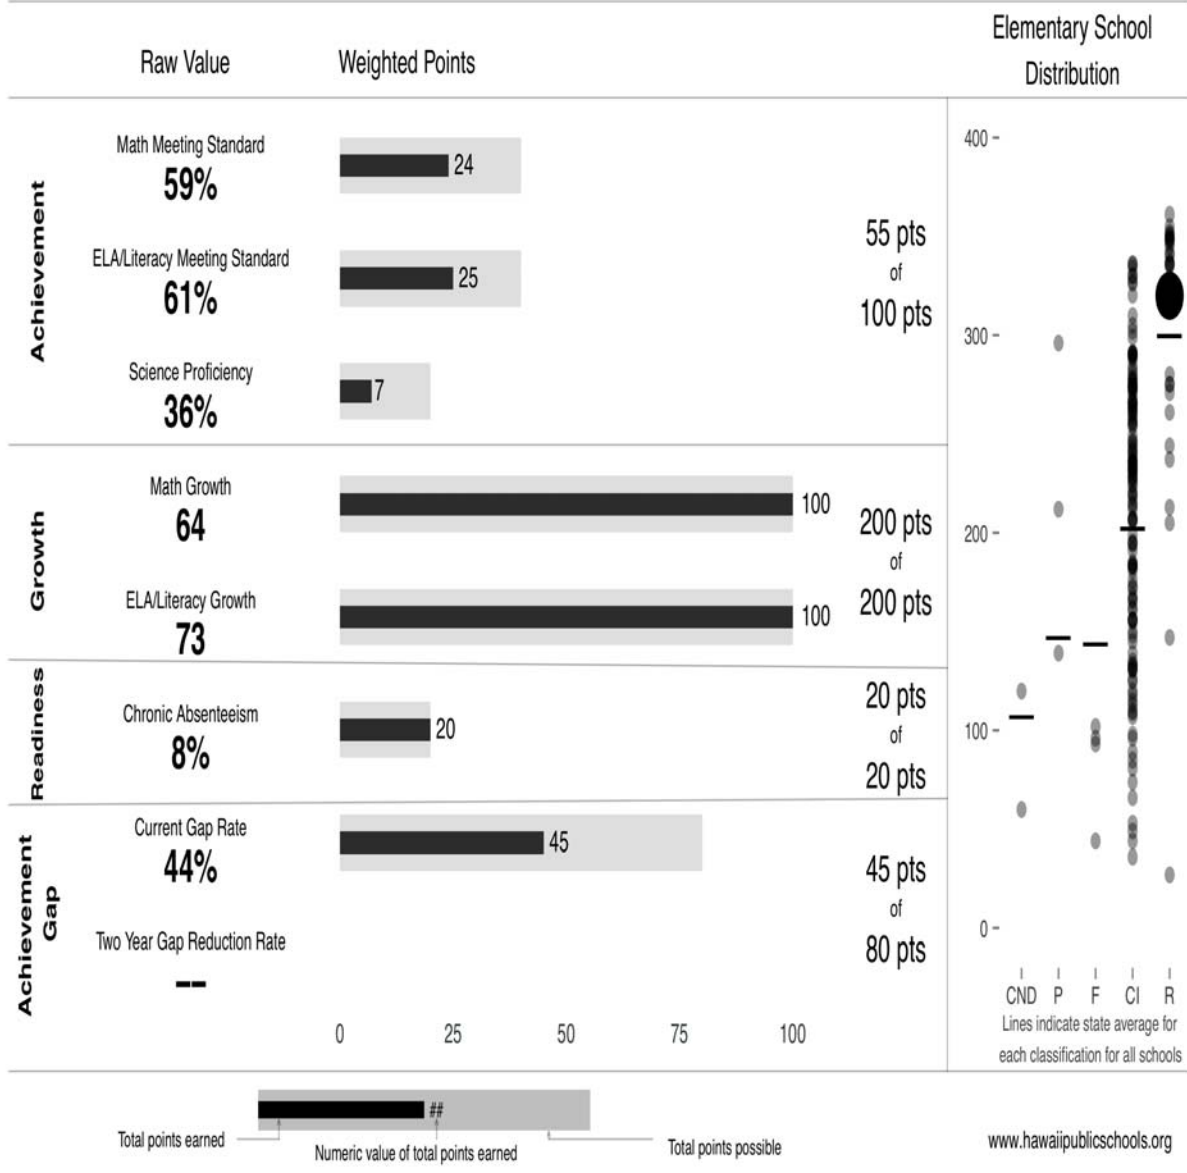 Raw Value
Weighted Points
Elementary School
Distribution
Achievement
Math Meeting Standard
59%
24
ELA/Literacy Meeting Standard
61%
25
Science Proficiency
36%
7
55 pts
of
100 pts
Growth
Math Growth
64
100
ELA/Literacy Growth
73
100
200 pts
of
200 pts
Readiness
Chronic Absenteeism
8%
20
20 pts
of
20 pts
Achievement
Gap
Current Gap Rate
44%
45
Two Year Gap Reduction Rate
--
45 pts
of
80 pts
0 25 50 75 100
400
300
200
100
0
CND P F CI R
Lines indicate state average for
each classification for all schools
##
Total points earned
Numeric value of total points earned
Total points possible
www.hawaiipublicschools.org